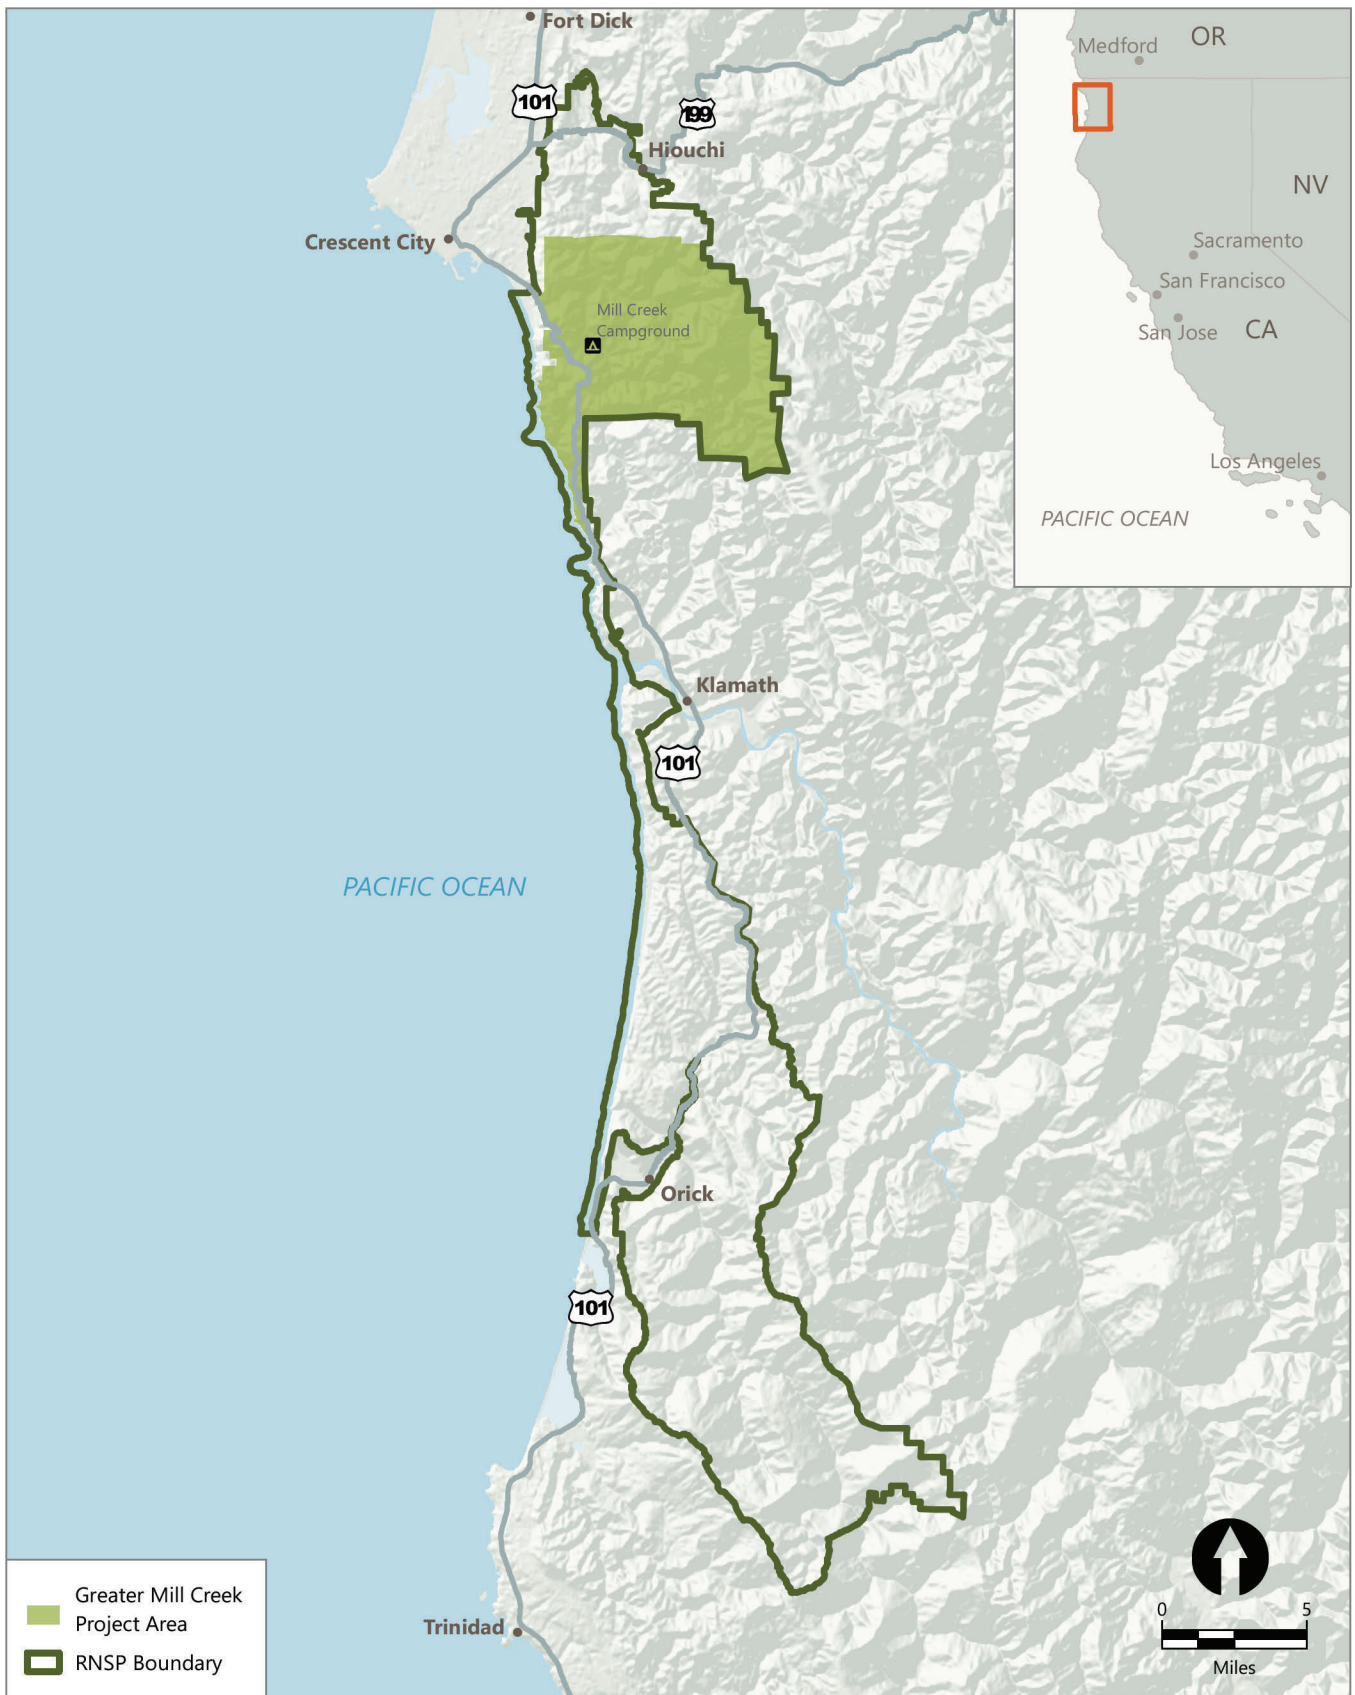 Fort Dick
101
199
Hiouchi
Crescent City
Mill Creek
Campground
Klamath
101
PACIFIC OCEAN
Orick
101
Trinidad
Medford
OR
NV
Sacramento
San Francisco
San Jose
CA
Los Angeles
PACIFIC OCEAN
Greater Mill Creek
Project Area
RNSP Boundary
0 5
Miles